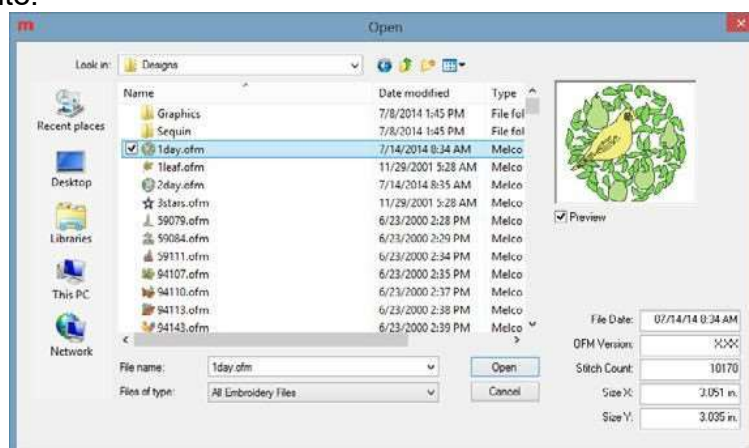 m Open
Look in: Designs
Name Date modified Type
Graphics 7/8/2014 1:45 PM File fol
Sequin 7/8/2014 1:45 PM File fol
1day.ofm 7/14/2014 8:34 AM Melco
1leaf.ofm 11/29/2001 5:28 AM Melco
2day.ofm 7/14/2014 8:35 AM Melco
3stars.ofm 11/29/2001 5:28 AM Melco
59079.ofm 6/23/2000 2:28 PM Melco
59084.ofm 6/23/2000 2:29 PM Melco
59111.ofm 6/23/2000 2:34 PM Melco
94107.ofm 6/23/2000 2:35 PM Melco
94110.ofm 6/23/2000 2:37 PM Melco
94113.ofm 6/23/2000 2:38 PM Melco
94143.ofm 6/23/2000 2:39 PM Melco
Recent places
Desktop
Libraries
This PC
Network
File name: 1day.ofm Open
Files of type: All Embroidery Files Cancel
Preview
File Date: 07/14/14 8:34 AM
OFM Version: X.XX
Stitch Count: 10170
Size X: 3.051 in.
Size Y: 3.035 in.